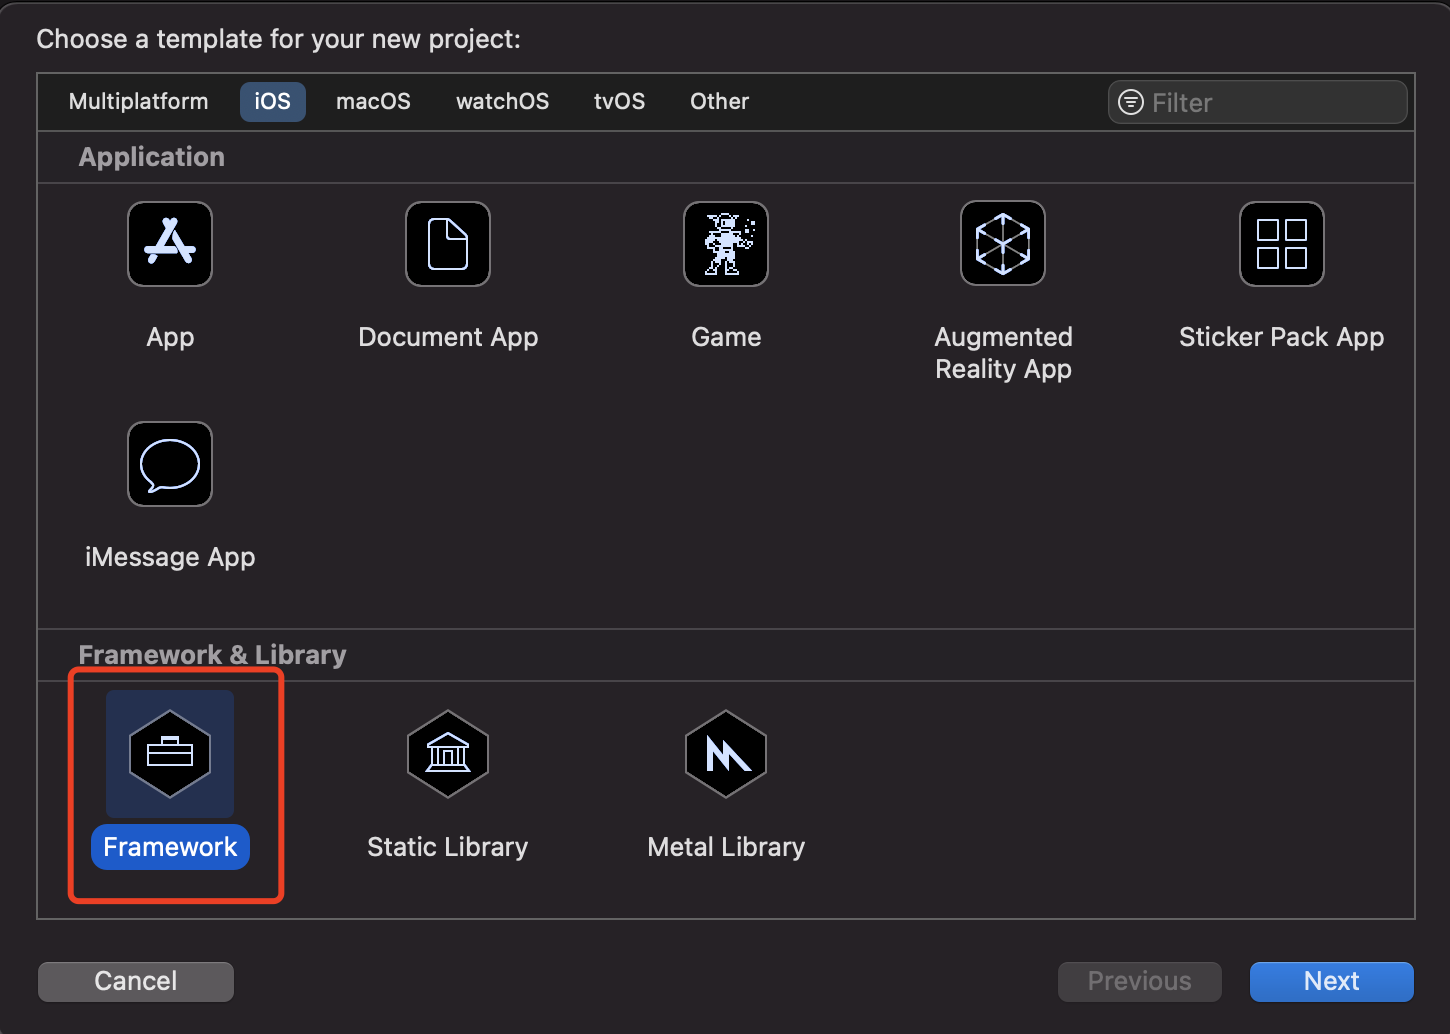 Choose a template for your new project:
Multiplatform iOS macOS watchOS tvOS Other Filter
Application
App Document App Game Augmented Reality App Sticker Pack App
iMessage App
Framework & Library
Framework Static Library Metal Library
Cancel Previous Next